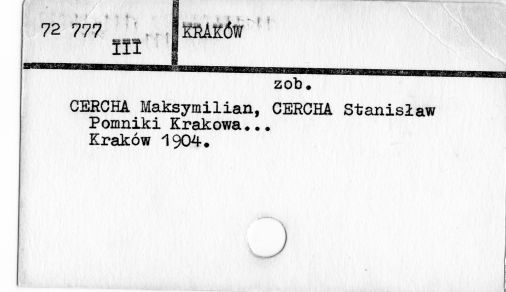 72 777
III
KRAKÓW
zob.
CERCHA Maksymilian, CERCHA Stanisław
Pomniki Krakowa...
Kraków 1904.